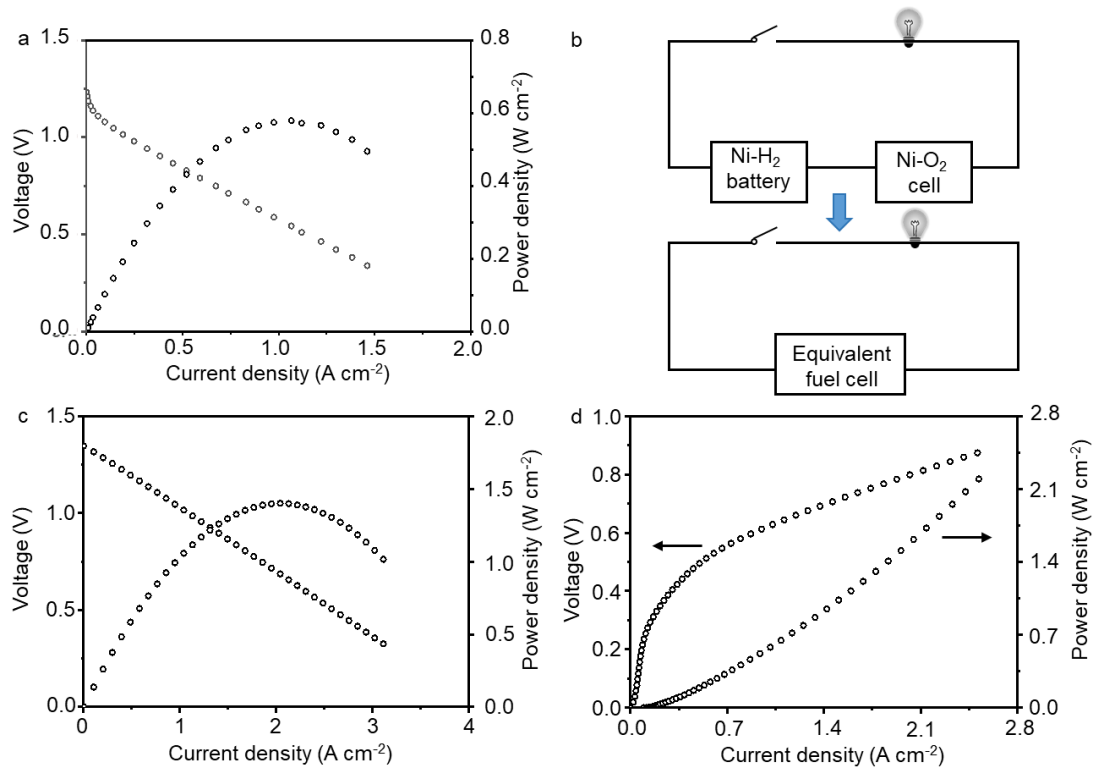 a
1.5
1.0
0.5
0.0
Voltage (V)
0.8
0.6
0.4
0.2
0.0
Power density (W cm-2)
0.0 0.5 1.0 1.5 2.0
Current density (A cm-2)
b
Ni-H2
battery
Ni-O2
cell
Equivalent
fuel cell
c
1.5
1.0
0.5
0.0
Voltage (V)
2.0
1.5
1.0
0.5
0.0
Power density (W cm-2)
0 1 2 3 4
Current density (A cm-2)
d
1.0
0.8
0.6
0.4
0.2
0.0
Voltage (V)
2.8
2.1
1.4
0.7
0.0
Power density (W cm-2)
0.0 0.7 1.4 2.1 2.8
Current density (A cm-2)